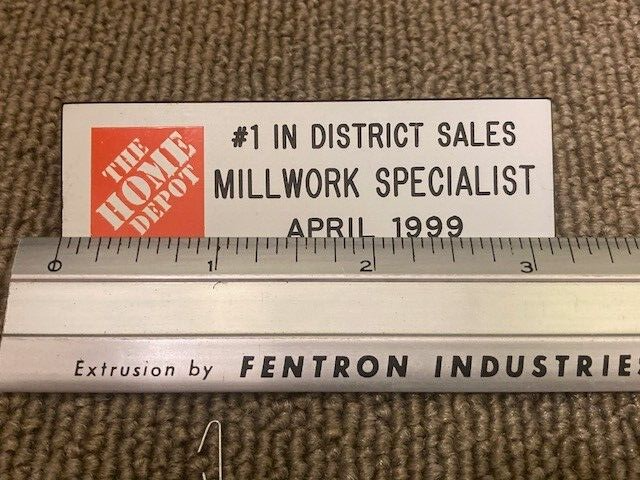 THE
HOME
DEPOT
#1 IN DISTRICT SALES
MILLWORK SPECIALIST
APRIL 1999
0 1 2 3
Extrusion by FENTRON INDUSTRIES